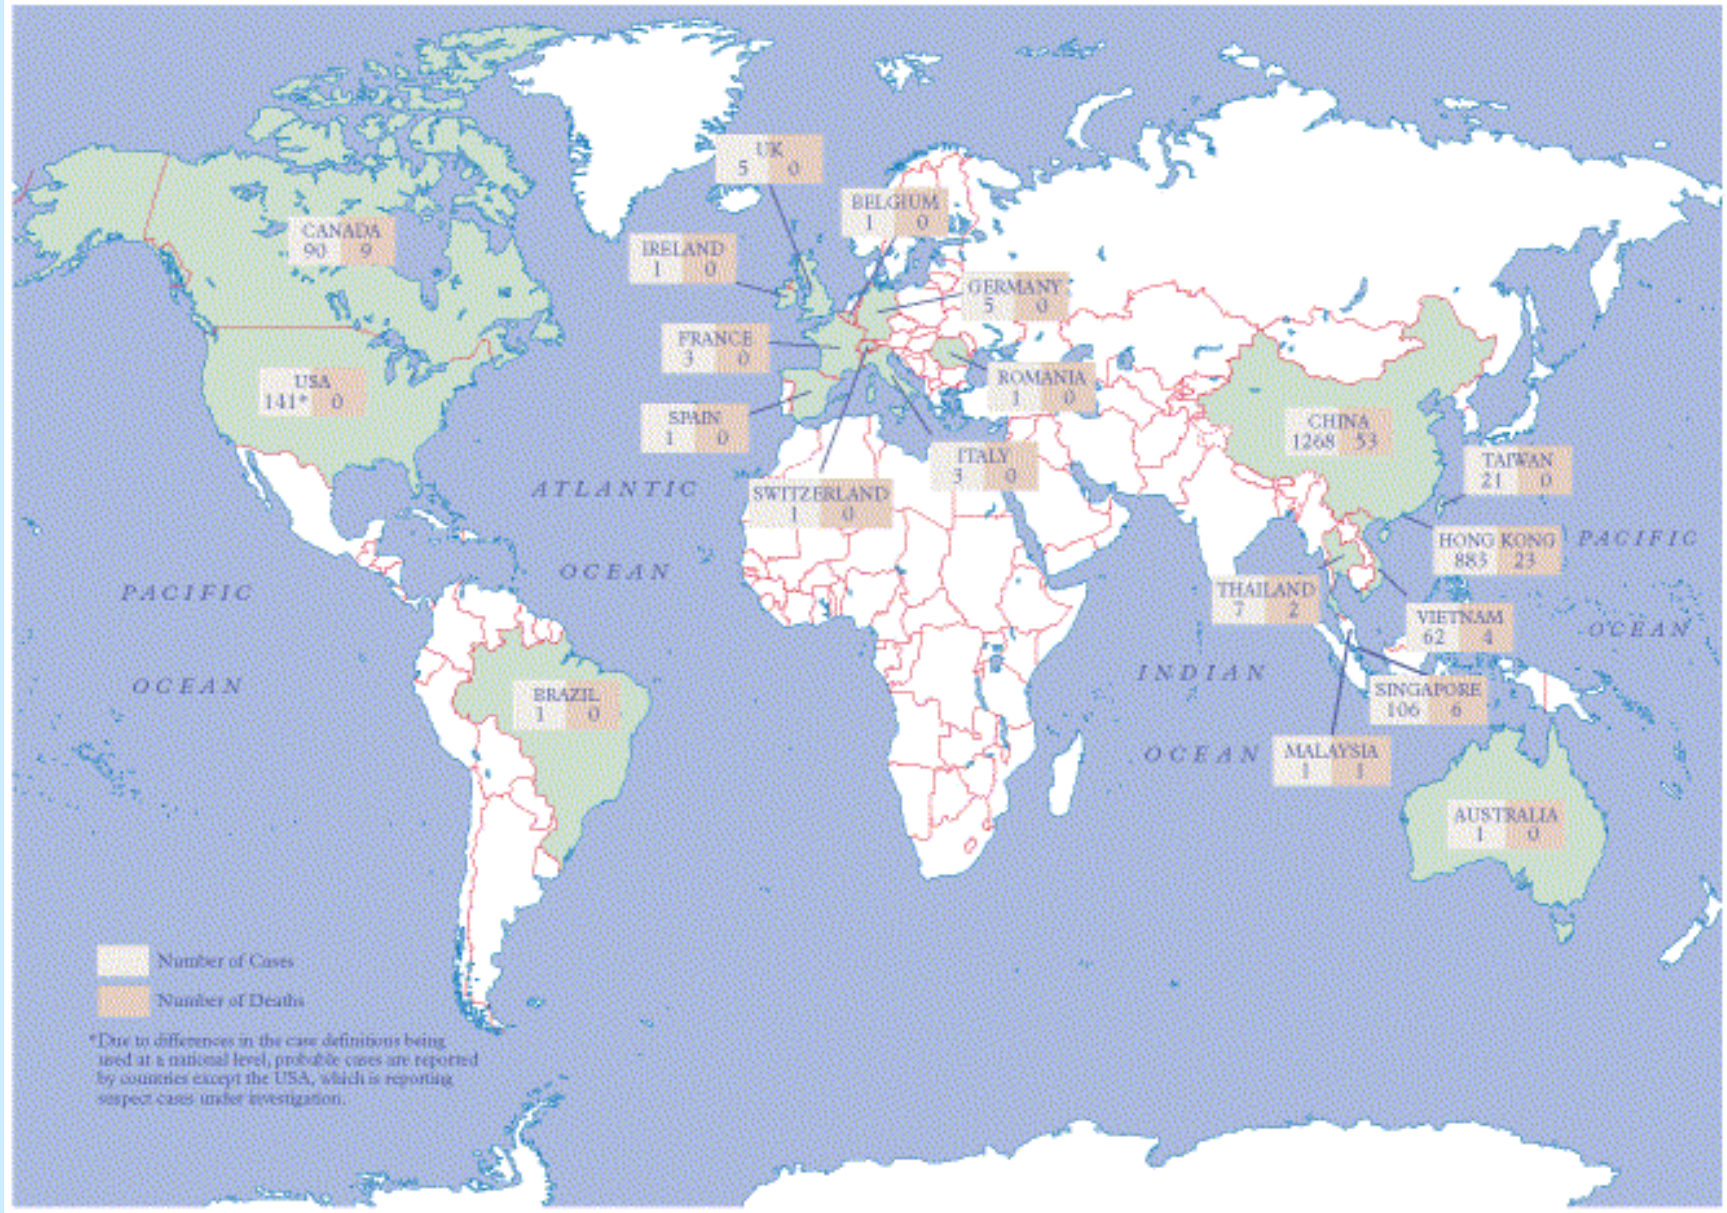 UK
5 0
BELGIUM
1 0
CANADA
90 9
IRELAND
1 0
GERMANY
5 0
FRANCE
3 0
USA
141* 0
ROMANIA
1 0
SPAIN
1 0
CHINA
1268 53
ITALY
3 0
TAIWAN
21 0
ATLANTIC
OCEAN
SWITZERLAND
1 0
HONG KONG
883 23
PACIFIC
OCEAN
THAILAND
7 2
VIETNAM
62 4
PACIFIC
OCEAN
INDIAN
OCEAN
SINGAPORE
106 6
BRAZIL
1 0
MALAYSIA
1 1
AUSTRALIA
1 0
Number of Cases
Number of Deaths
*Due to differences in the case definitions being
used at a national level, probable cases are reported
by countries except the USA, which is reporting
suspect cases under investigation.